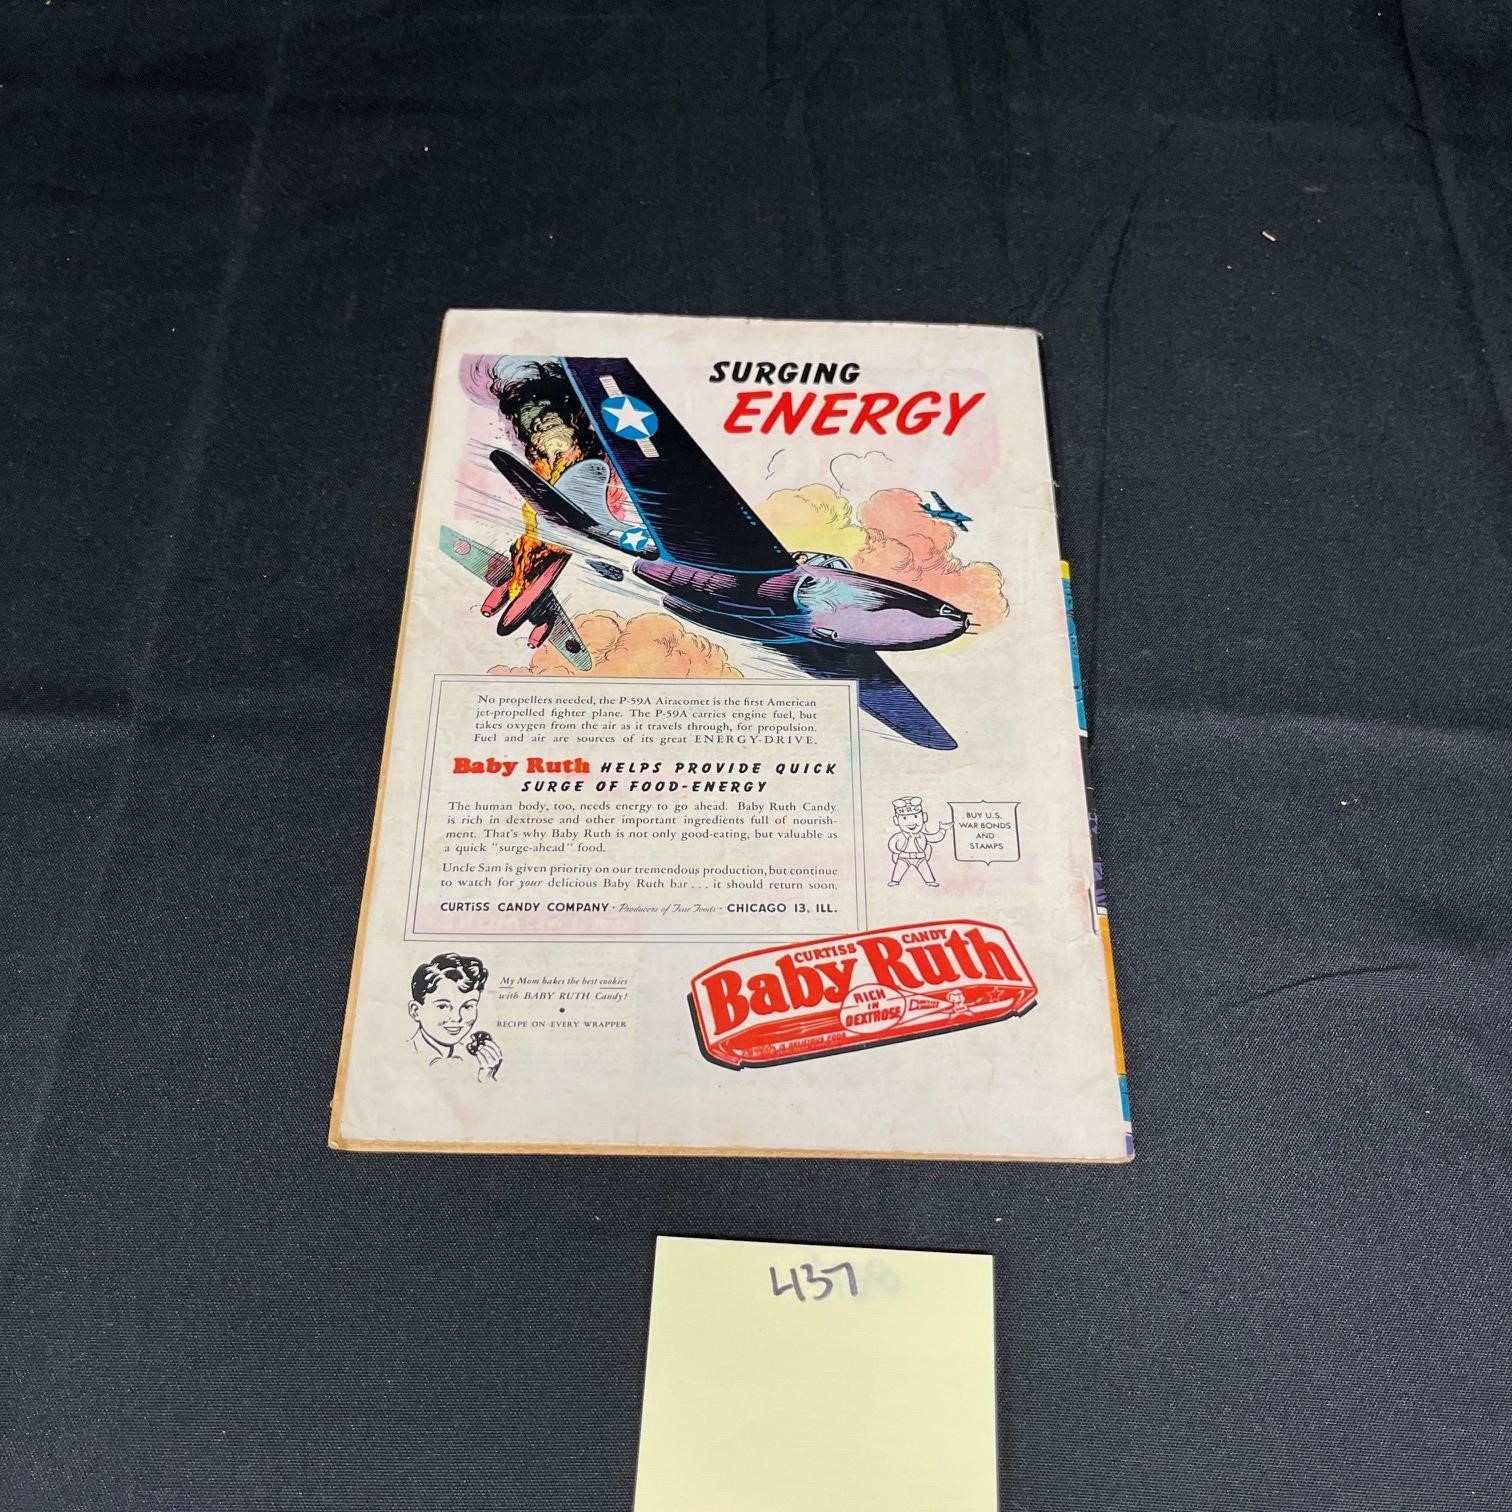 SURGING
ENERGY
No propellers needed, the P-59A Airacomet is the first American
jet-propelled fighter plane. The P-59A carries engine fuel, but
takes oxygen from the air as it travels through, for propulsion.
Fuel and air are sources of its great ENERGY-DRIVE.
Baby Ruth HELPS PROVIDE QUICK
SURGE OF FOOD-ENERGY
The human body, too, needs energy to go ahead. Baby Ruth Candy
is rich in dextrose and other important ingredients full of nourish-
ment. That's why Baby Ruth is not only good-eating, but valuable as
a quick "surge-ahead" food.
Uncle Sam is given priority on our tremendous production, but continue
to watch for your delicious Baby Ruth bar... it should return soon.
CURTISS CANDY COMPANY · Producers of Fine Foods · CHICAGO 13, ILL.
NRG
BUY U.S.
WAR BONDS
AND
STAMPS
My Mom bakes the best cookies
with BABY RUTH Candy!
•
RECIPE ON EVERY WRAPPER
CURTISS CANDY
Baby Ruth
RICH
IN
DEXTROSE
437